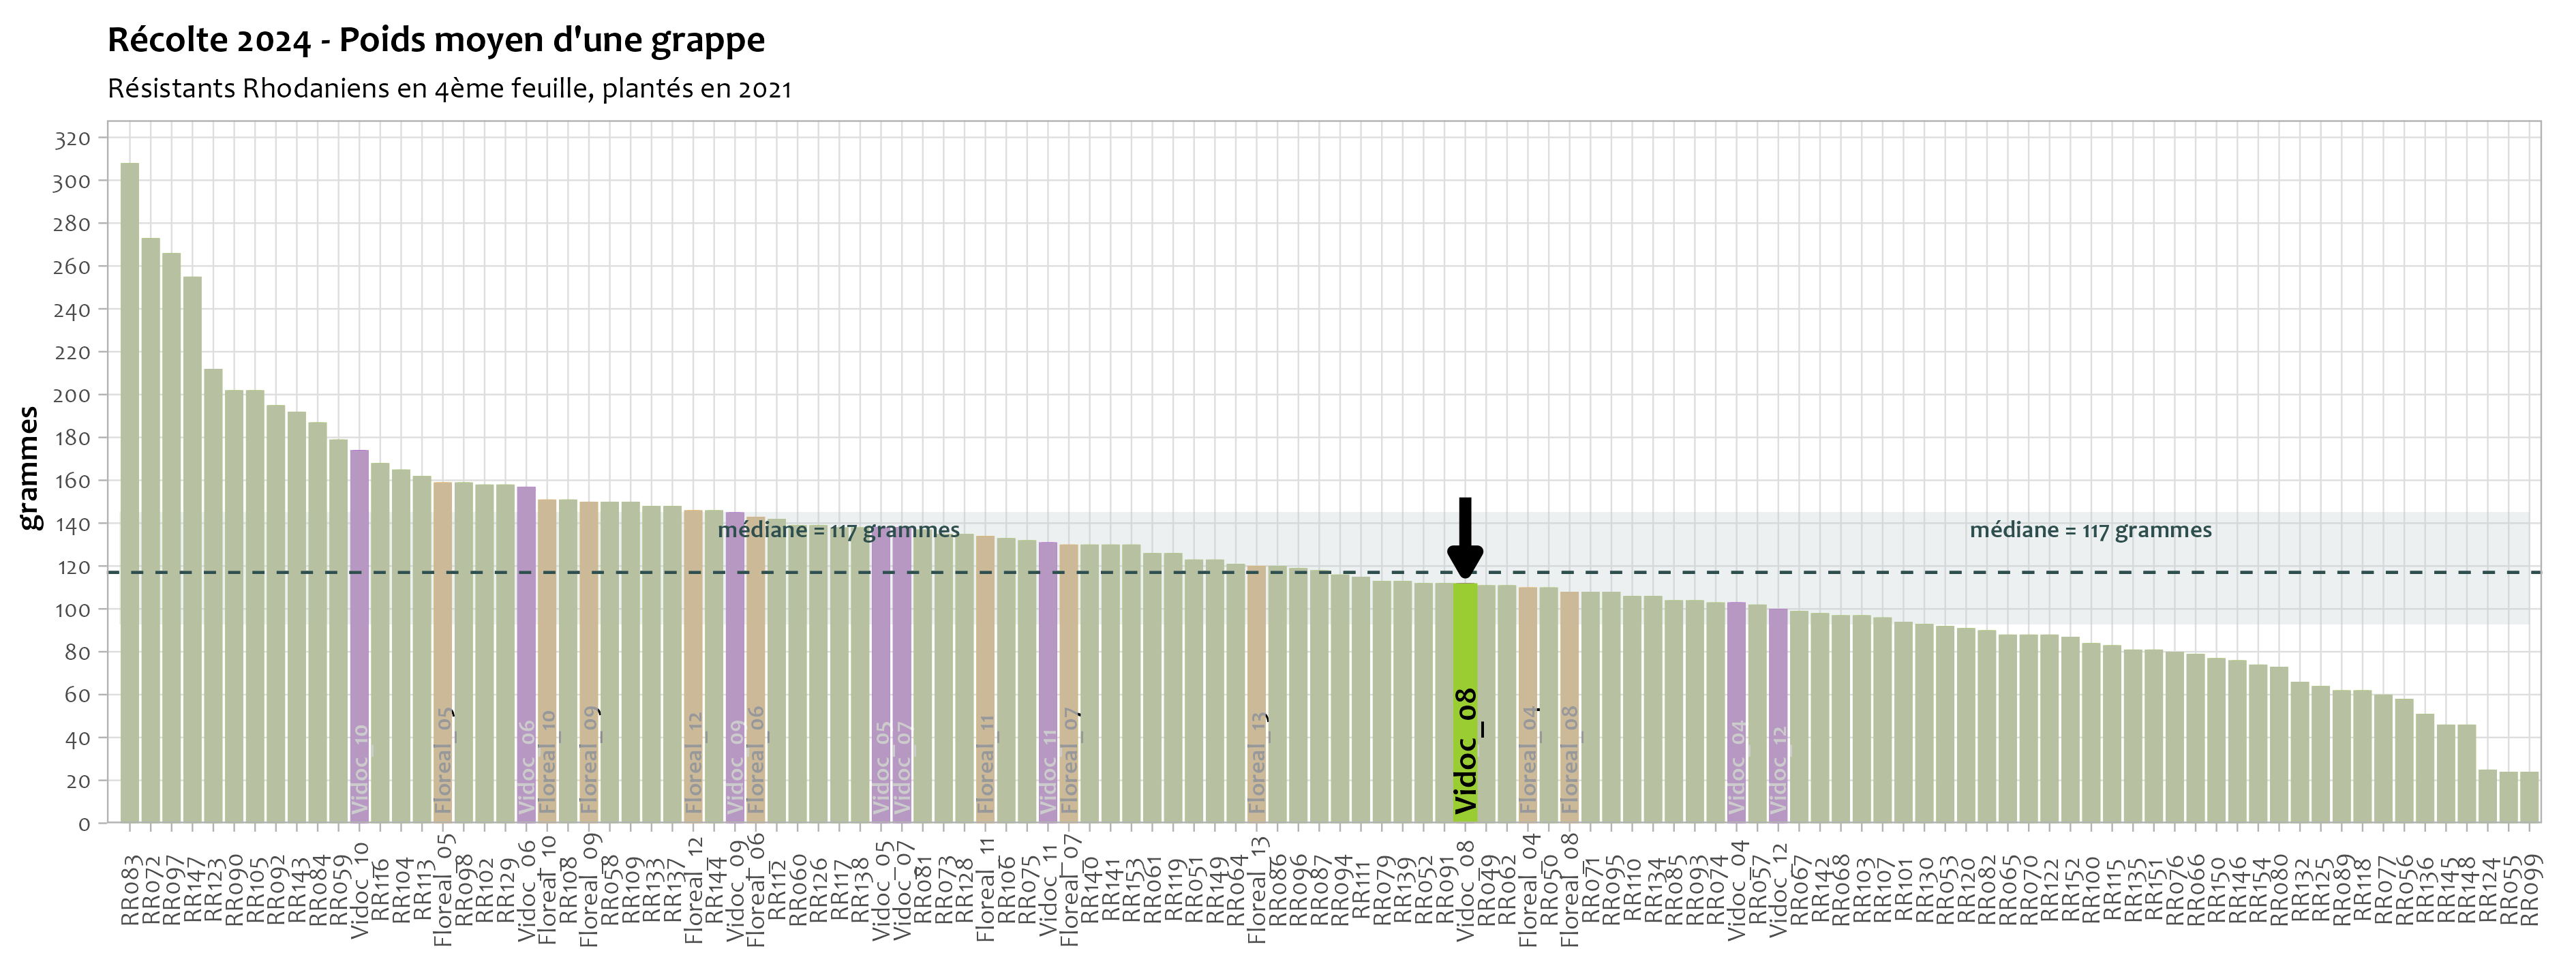 Récolte 2024 - Poids moyen d'une grappe
Résistants Rhodaniens en 4ème feuille, plantés en 2021
grammes
320
300
280
260
240
220
200
180
160
140
120
100
80
60
40
20
0
médiane = 117 grammes
médiane = 117 grammes
Vidoc_10
Floreal_05
Vidoc_06
Floreal_10
Floreal_09
Floreal_12
Vidoc_09
Floreal_06
Vidoc_05
Vidoc_07
Floreal_11
Vidoc_11
Floreal_07
Floreal_13
Vidoc_08
Floreal_04
Floreal_08
Vidoc_04
Vidoc_12
RR083
RR072
RR097
RR147
RR123
RR090
RR105
RR092
RR143
RR084
RR059
Vidoc_10
RR116
RR104
RR113
Floreal_05
RR098
RR102
RR129
Vidoc_06
Floreal_10
RR108
Floreal_09
RR058
RR109
RR133
RR137
Floreal_12
RR144
Vidoc_09
Floreal_06
RR112
RR060
RR126
RR117
RR138
Vidoc_05
Vidoc_07
RR081
RR073
RR128
Floreal_11
RR106
RR075
Vidoc_11
Floreal_07
RR140
RR141
RR153
RR061
RR119
RR051
RR149
RR064
Floreal_13
RR086
RR096
RR087
RR094
RR111
RR079
RR139
RR052
RR091
Vidoc_08
RR049
RR062
Floreal_04
RR050
Floreal_08
RR071
RR095
RR110
RR134
RR085
RR093
RR074
Vidoc_04
RR057
Vidoc_12
RR067
RR142
RR068
RR103
RR107
RR101
RR130
RR053
RR120
RR082
RR065
RR070
RR122
RR152
RR100
RR115
RR135
RR151
RR076
RR066
RR150
RR146
RR154
RR080
RR132
RR125
RR089
RR118
RR077
RR056
RR136
RR145
RR148
RR124
RR055
RR099